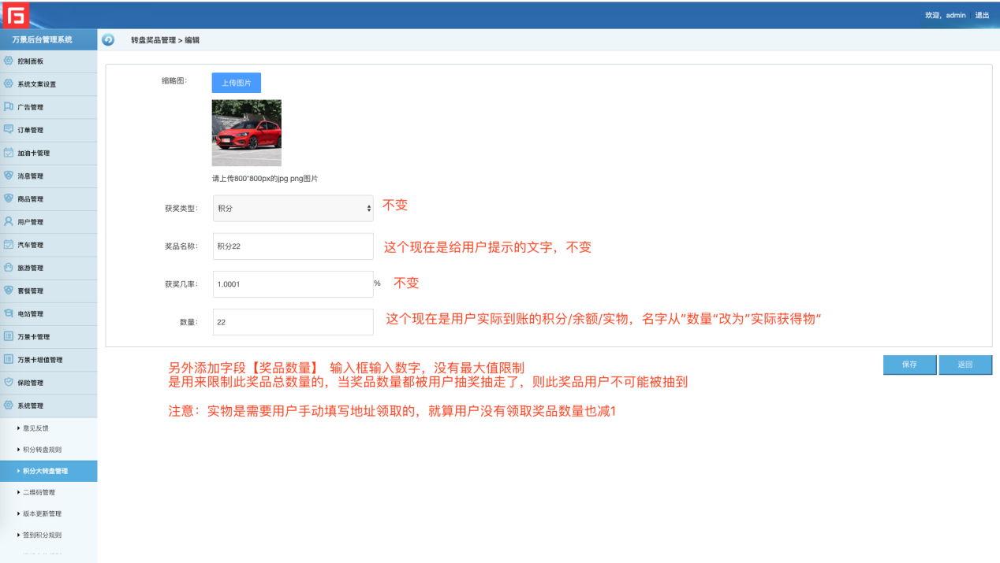 欢迎，admin 退出
万景后台管理系统
转盘奖品管理 > 编辑
控制面板
系统文案设置
广告管理
订单管理
加油卡管理
消息管理
商品管理
用户管理
汽车管理
旅游管理
套餐管理
电站管理
万景卡管理
万景卡增值管理
保险管理
系统管理
意见反馈
积分转盘规则
积分大转盘管理
二维码管理
版本更新管理
签到积分规则
缩略图：
上传图片
请上传800*800px的jpg png图片
获奖类型： 积分 不变
奖品名称： 积分22 这个现在是给用户提示的文字，不变
获奖几率： 1.0001 % 不变
数量： 22 这个现在是用户实际到账的积分/余额/实物，名字从”数量“改为”实际获得物“
保存 返回
另外添加字段【奖品数量】 输入框输入数字，没有最大值限制
是用来限制此奖品总数量的，当奖品数量都被用户抽奖抽走了，则此奖品用户不可能被抽到
注意：实物是需要用户手动填写地址领取的，就算用户没有领取奖品数量也减1